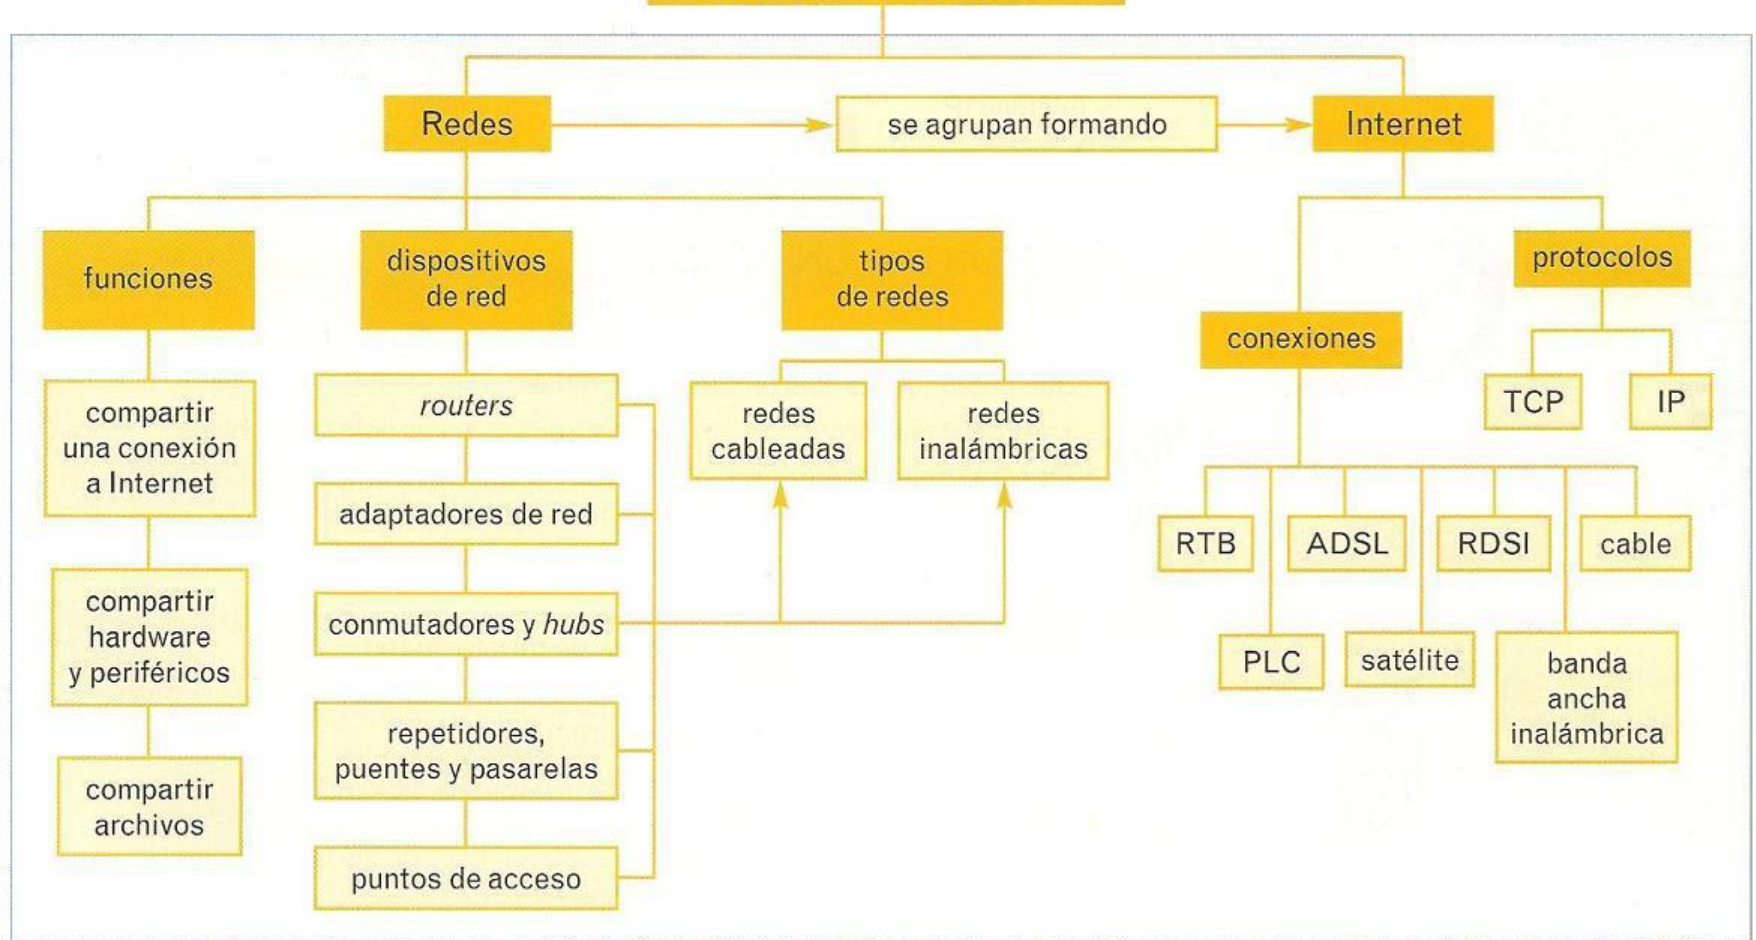 Redes
se agrupan formando
Internet
funciones
dispositivos
de red
tipos
de redes
protocolos
conexiones
compartir
una conexión
a Internet
compartir
hardware
y periféricos
compartir
archivos
routers
adaptadores de red
conmutadores y hubs
repetidores,
puentes y pasarelas
puntos de acceso
redes
cableadas
redes
inalámbricas
TCP
IP
RTB
ADSL
RDSI
cable
PLC
satélite
banda
ancha
inalámbrica